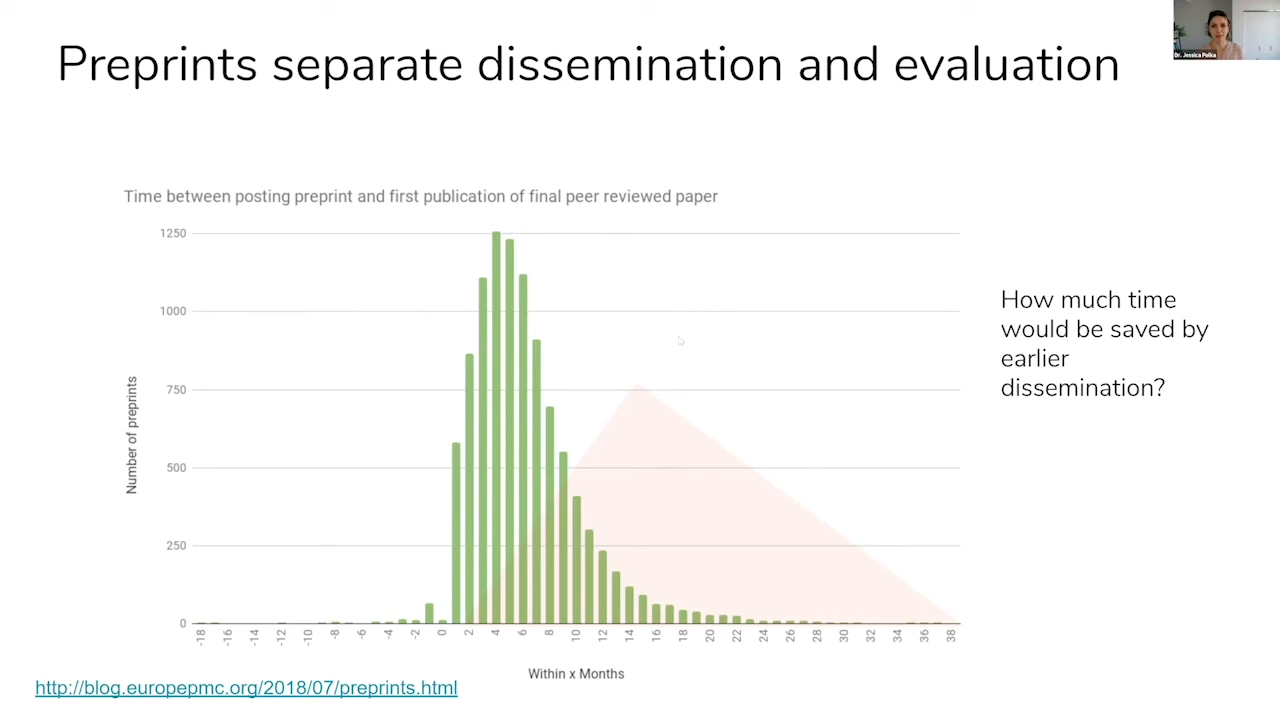 Preprints separate dissemination and evaluation
Dr. Jessica Polka
Time between posting preprint and first publication of final peer reviewed paper
1250
1000
750
500
250
0
Number of preprints
-18 -16 -14 -12 -10 -8 -6 -4 -2 0 2 4 6 8 10 12 14 16 18 20 22 24 26 28 30 32 34 36 38
Within x Months
How much time
would be saved by
earlier
dissemination?
http://blog.europepmc.org/2018/07/preprints.html